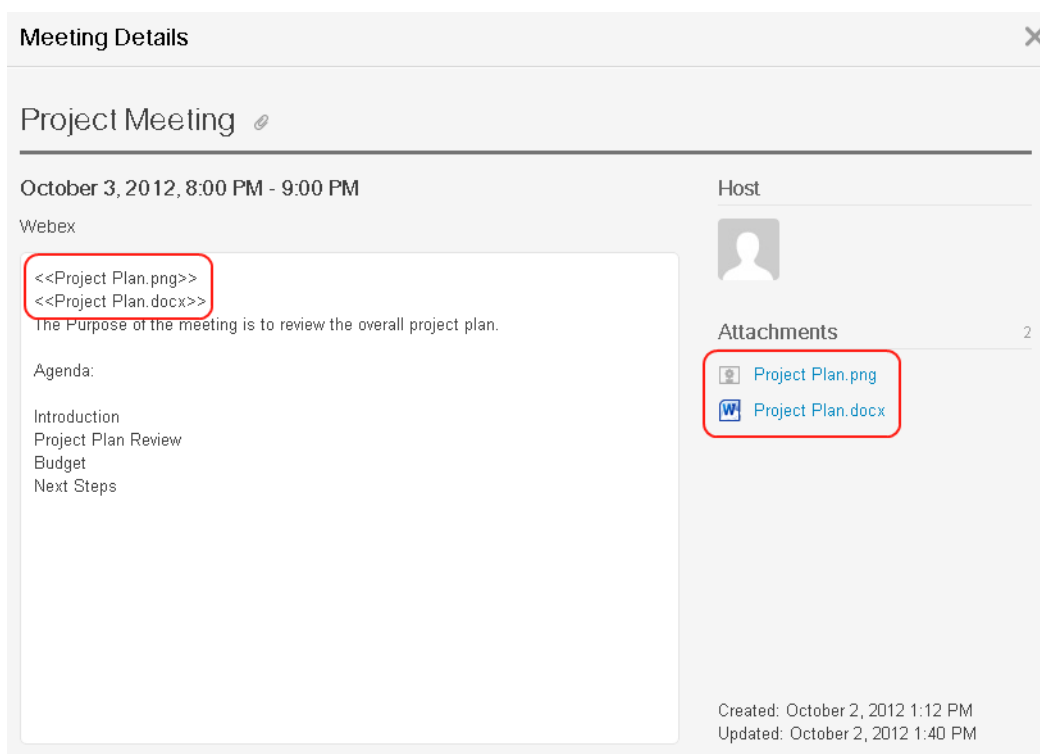 Meeting Details
Project Meeting
October 3, 2012, 8:00 PM - 9:00 PM
Webex
<<Project Plan.png>>
<<Project Plan.docx>>
The Purpose of the meeting is to review the overall project plan.
Agenda:
Introduction
Project Plan Review
Budget
Next Steps
Host
Attachments 2
Project Plan.png
Project Plan.docx
Created: October 2, 2012 1:12 PM
Updated: October 2, 2012 1:40 PM